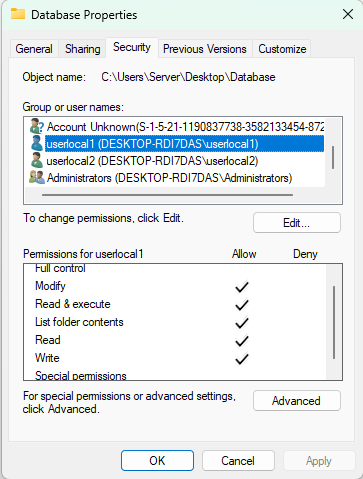 Database Properties
General Sharing Security Previous Versions Customize
Object name: C:\Users\Server\Desktop\Database
Group or user names:
Account Unknown(S-1-5-21-1190837738-3582133454-872
userlocal1 (DESKTOP-RDI7DAS\userlocal1)
userlocal2 (DESKTOP-RDI7DAS\userlocal2)
Administrators (DESKTOP-RDI7DAS\Administrators)
To change permissions, click Edit.
Edit...
Permissions for userlocal1 Allow Deny
Full control
Modify
Read & execute
List folder contents
Read
Write
Special permissions
For special permissions or advanced settings,
click Advanced.
Advanced
OK Cancel Apply